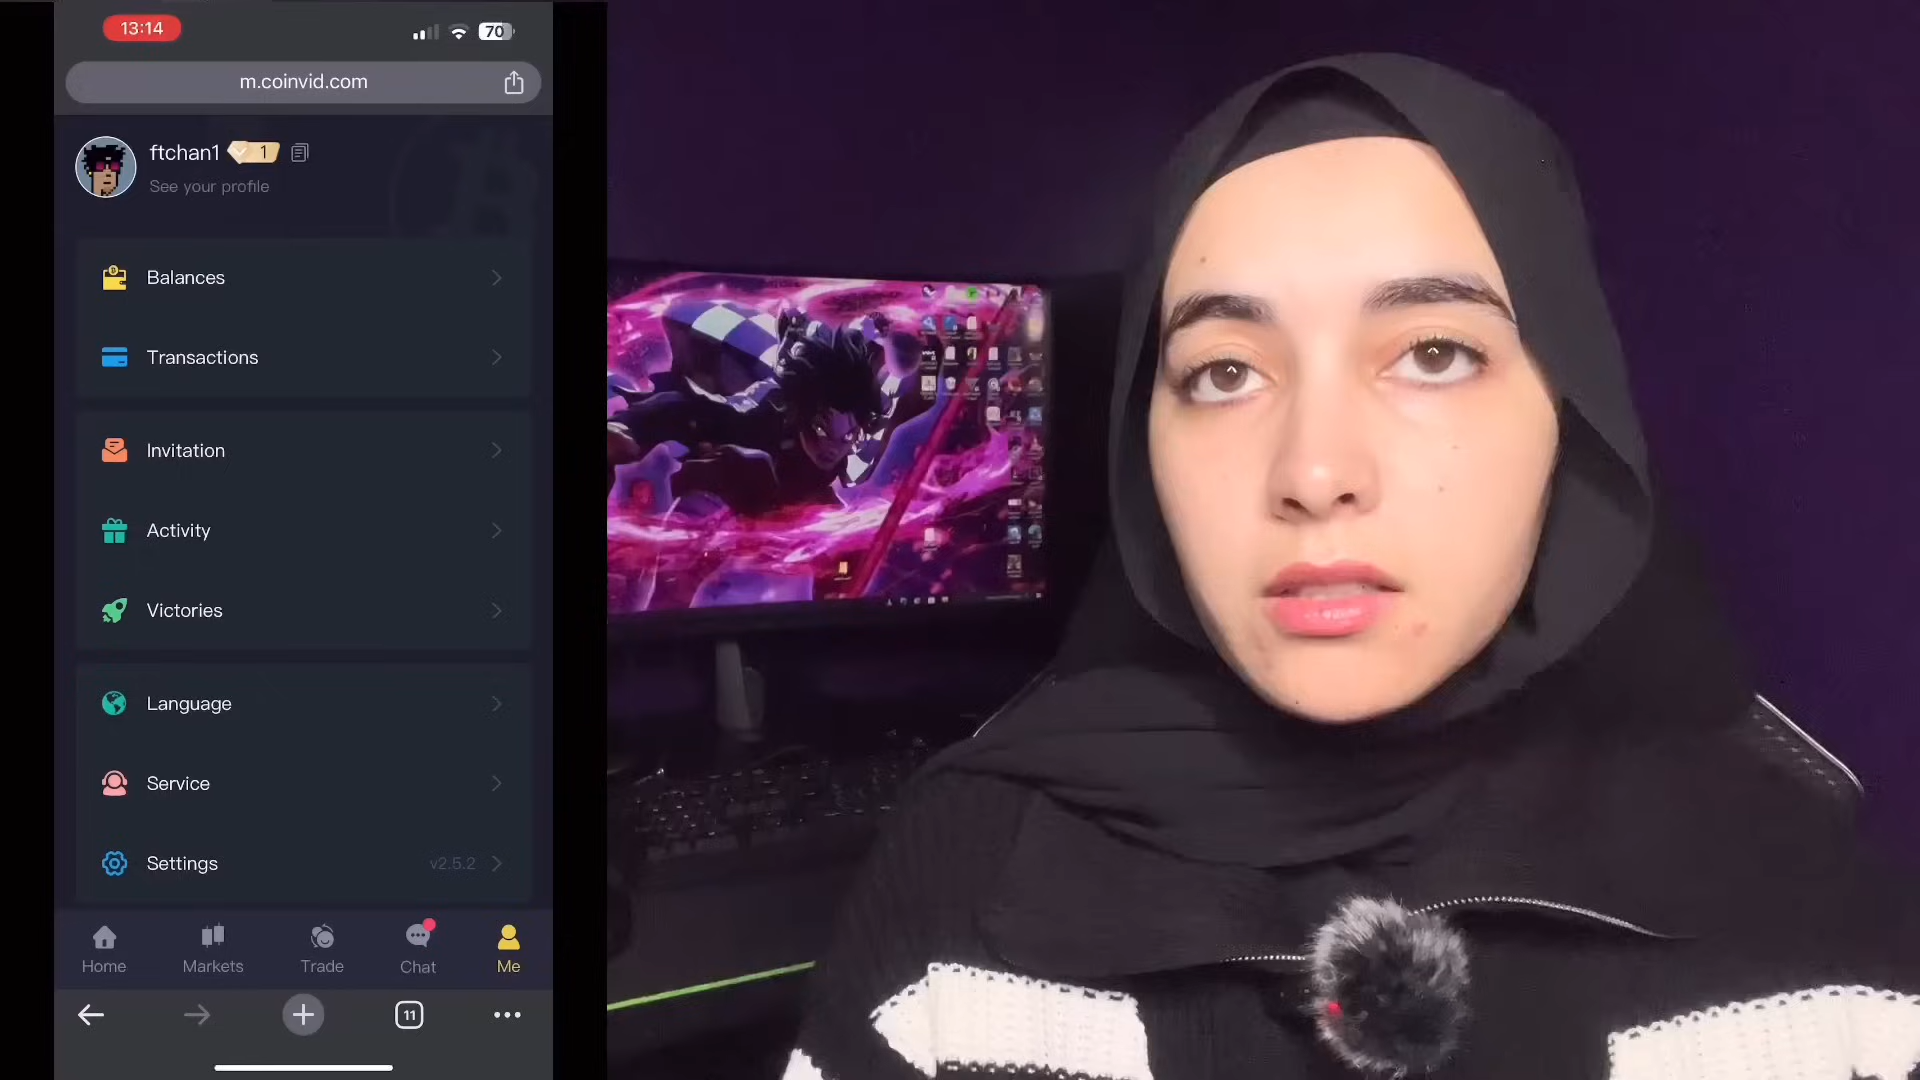 13:14
70
m.coinvid.com
ftchan1
1
See your profile
Balances
Transactions
Invitation
Activity
Victories
Language
Service
Settings
v2.5.2
Home
Markets
Trade
Chat
Me
11